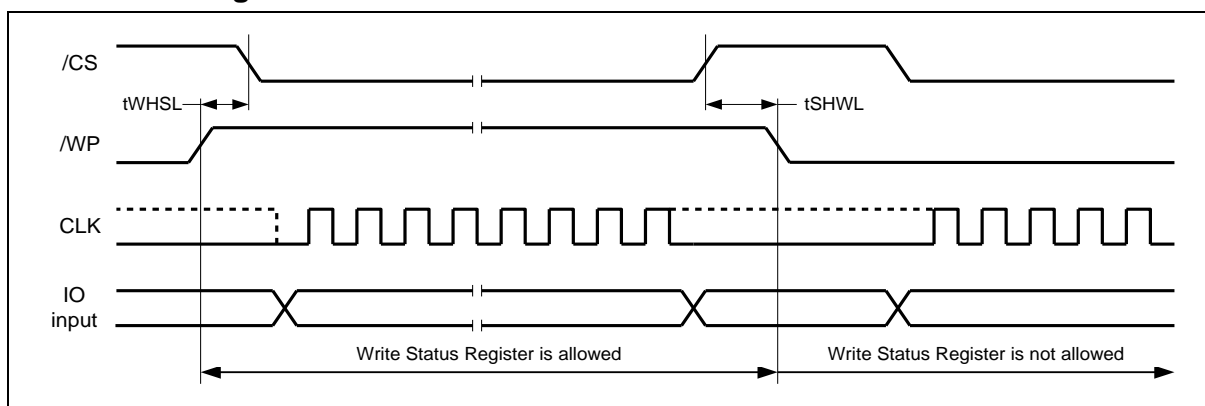 /CS
tWHSL
tSHWL
/WP
CLK
IO
input
Write Status Register is allowed
Write Status Register is not allowed